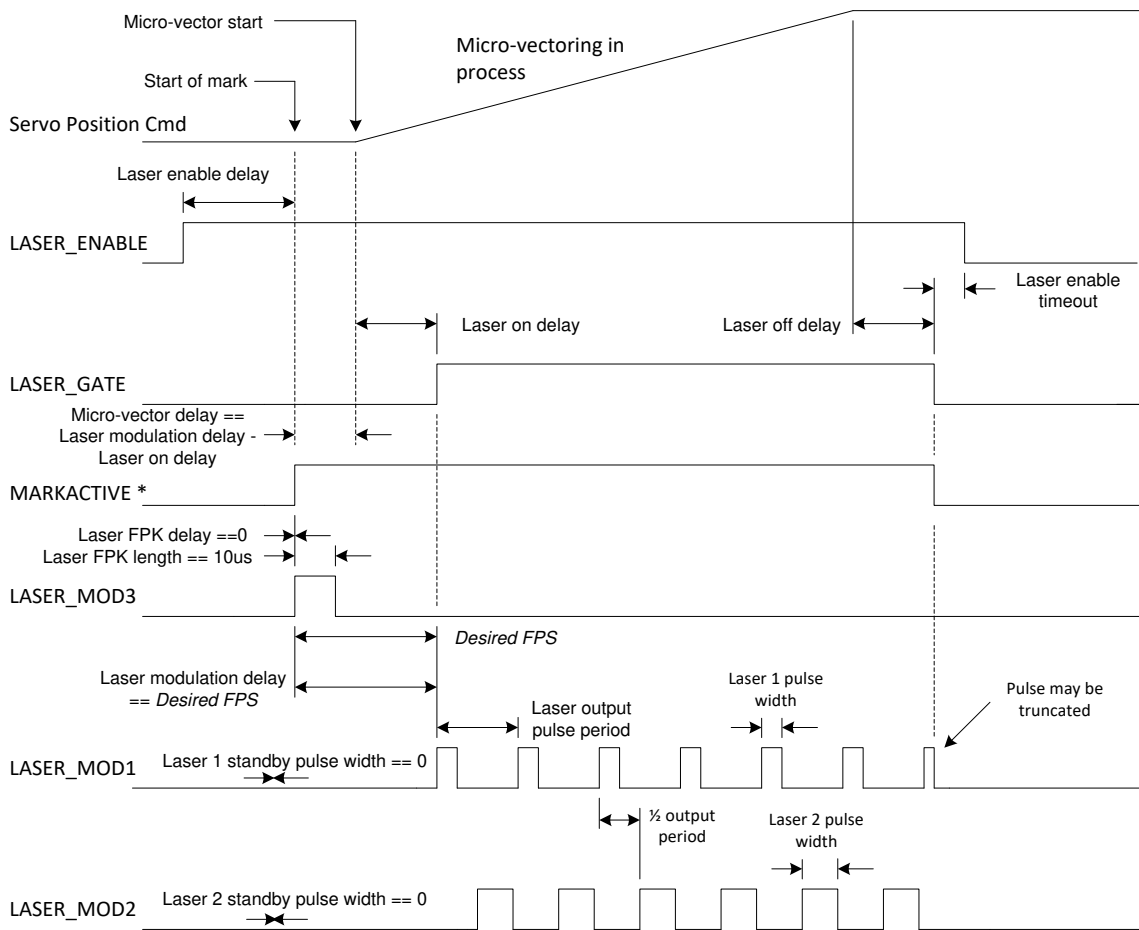 Micro-vector start
Micro-vectoring in
process
Start of mark
Servo Position Cmd
Laser enable delay
LASER_ENABLE
Laser enable
timeout
Laser on delay
Laser off delay
LASER_GATE
Micro-vector delay ==
Laser modulation delay -
Laser on delay
MARKACTIVE *
Laser FPK delay ==0
Laser FPK length == 10us
LASER_MOD3
Desired FPS
Laser modulation delay
== Desired FPS
Laser output
pulse period
Laser 1 pulse
width
Pulse may be
truncated
LASER_MOD1
Laser 1 standby pulse width == 0
½ output
period
Laser 2 pulse
width
LASER_MOD2
Laser 2 standby pulse width == 0